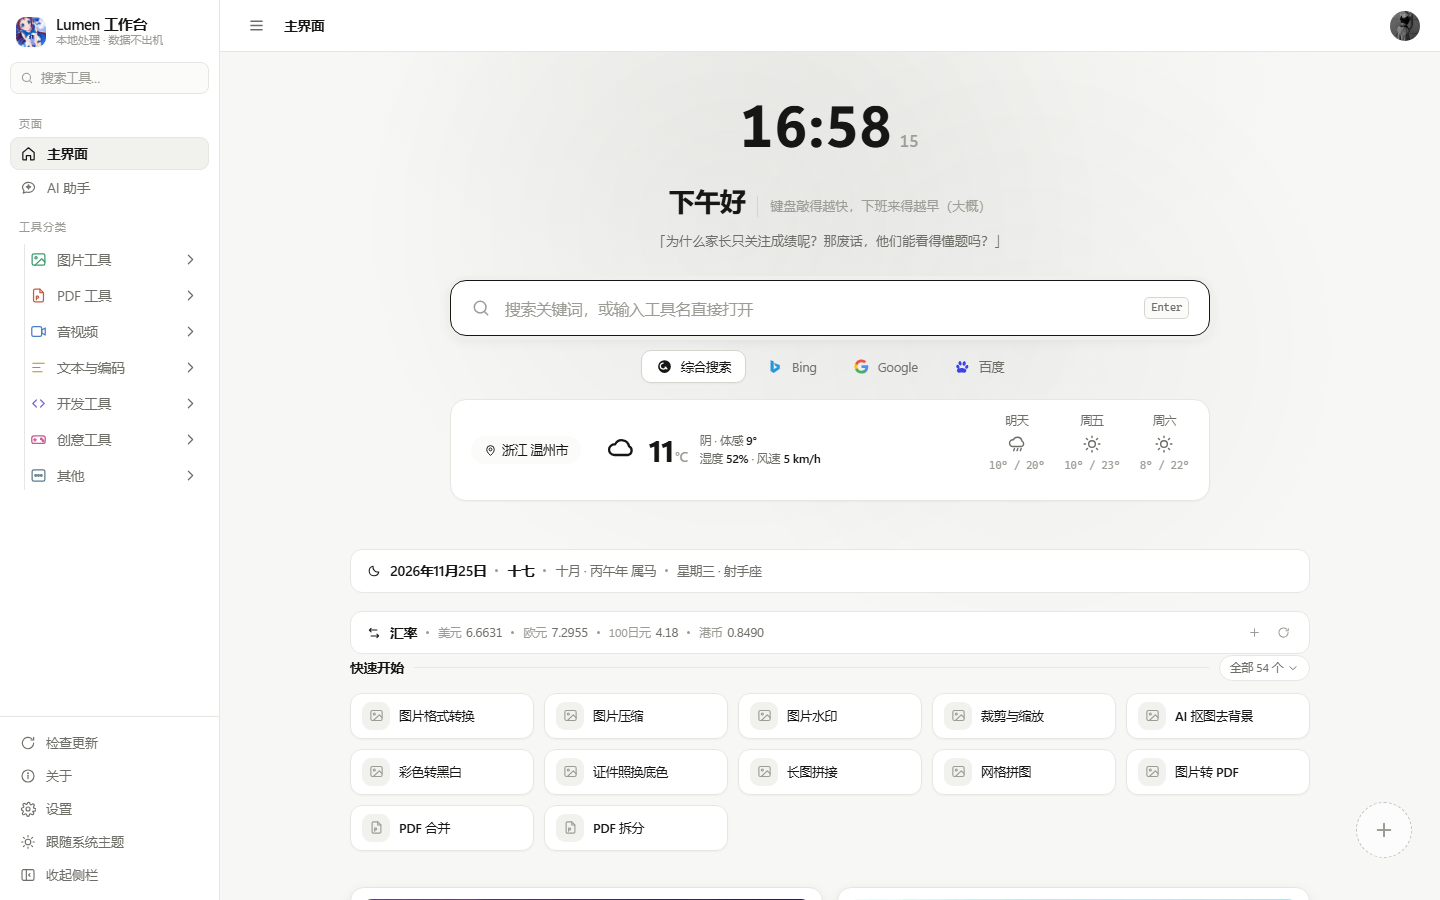 Lumen 工作台
本地处理 · 数据不出机
搜索工具...
页面
主界面
AI 助手
工具分类
图片工具
PDF 工具
音视频
文本与编码
开发工具
创意工具
其他
检查更新
关于
设置
跟随系统主题
收起侧栏
主界面
16:58 15
下午好 键盘敲得越快，下班来得越早（大概）
「为什么家长只关注成绩呢？那废话，他们能看得懂题吗？」
搜索关键词，或输入工具名直接打开 Enter
综合搜索 Bing Google 百度
浙江 温州市
11°C
阴 · 体感 9°
湿度 52% · 风速 5 km/h
明天 周五 周六
10° / 20° 10° / 23° 8° / 22°
2026年11月25日 • 十七 • 十月 · 丙午年 属马 • 星期三 · 射手座
汇率 • 美元 6.6631 • 欧元 7.2955 • 100日元 4.18 • 港币 0.8490
快速开始 全部 54 个
图片格式转换 图片压缩 图片水印 裁剪与缩放 AI 抠图去背景
彩色转黑白 证件照换底色 长图拼接 网格拼图 图片转 PDF
PDF 合并 PDF 拆分